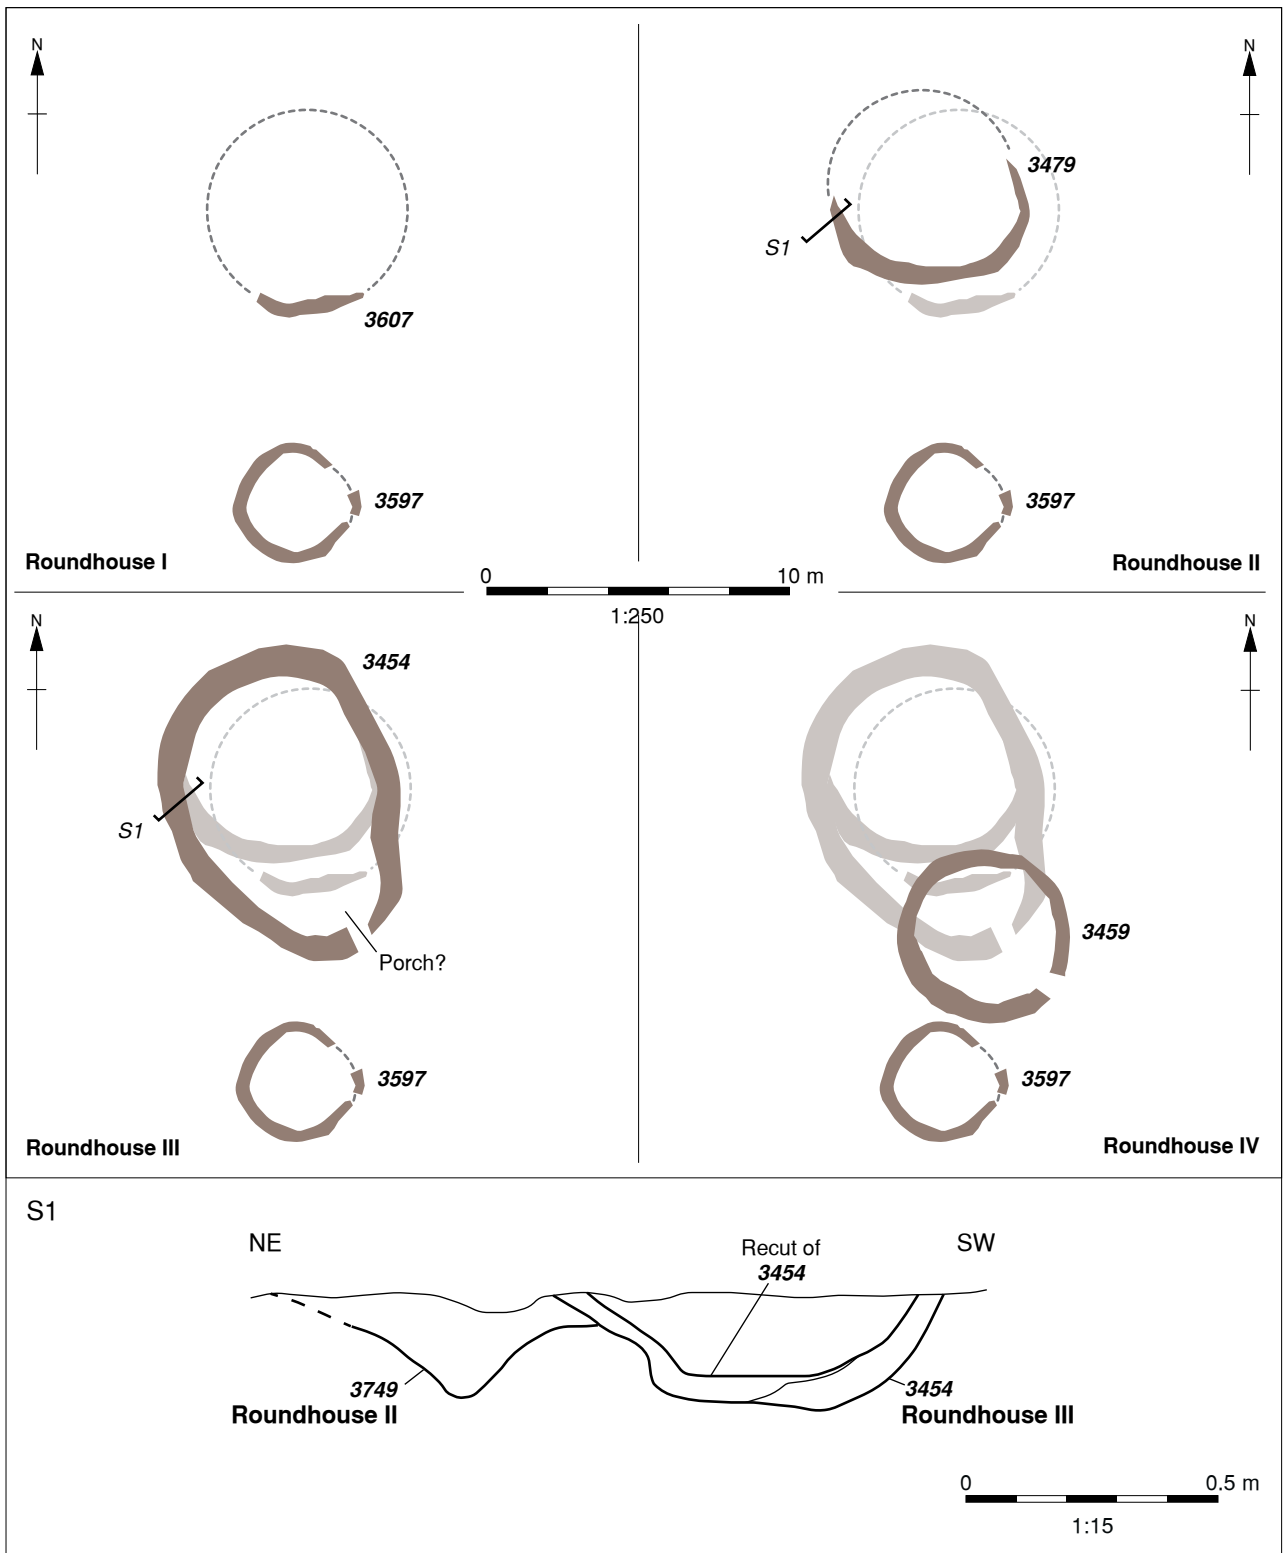 N
3607
3597
Roundhouse I
N
3479
S1
3597
Roundhouse II
0 10 m
1:250
N
3454
S1
Porch?
3597
Roundhouse III
N
3459
3597
Roundhouse IV
S1
NE
SW
Recut of
3454
3749
Roundhouse II
3454
Roundhouse III
0 0.5 m
1:15